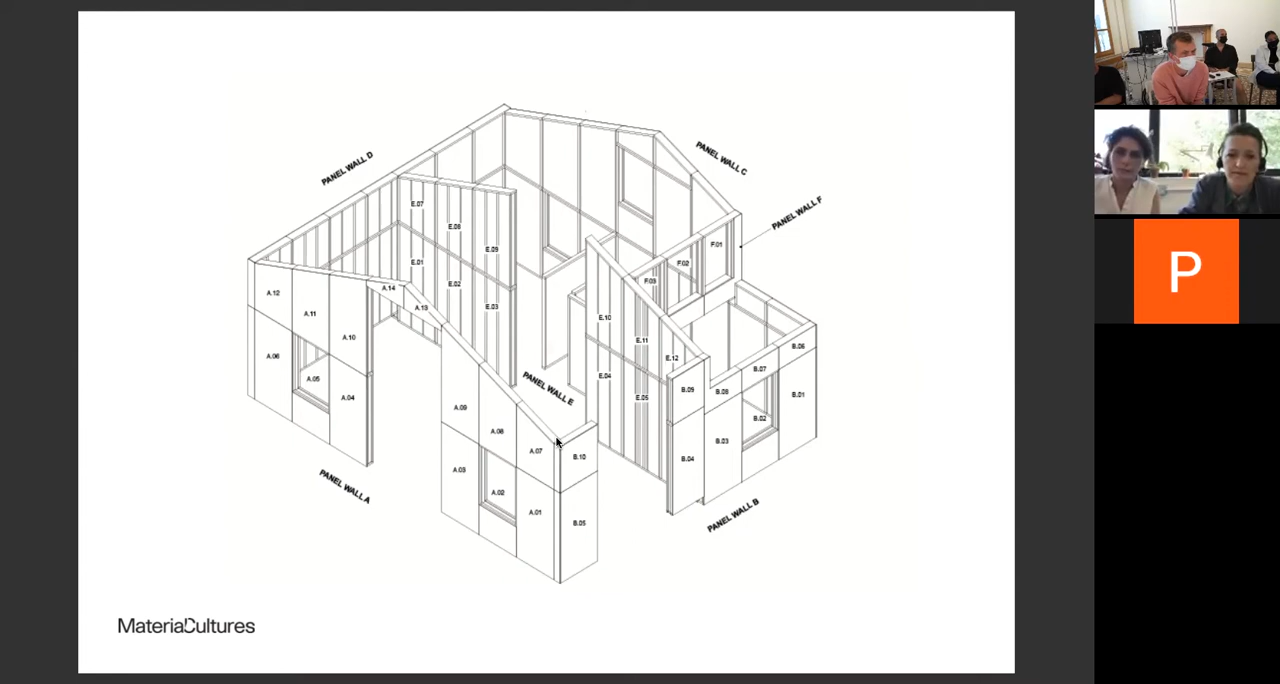 PANEL WALL D
PANEL WALL C
PANEL WALL F
E.07
E.08
E.09
F.01
F.02
F.03
E.01
E.02
E.03
A.14
A.13
A.12
A.11
A.10
A.06
A.05
A.04
E.10
E.11
E.12
E.04
E.05
B.06
B.07
B.08
B.09
B.01
B.02
B.03
B.04
PANEL WALL E
A.09
A.08
A.07
B.10
A.03
A.02
A.01
B.05
PANEL WALL A
PANEL WALL B
MaterialCultures
P